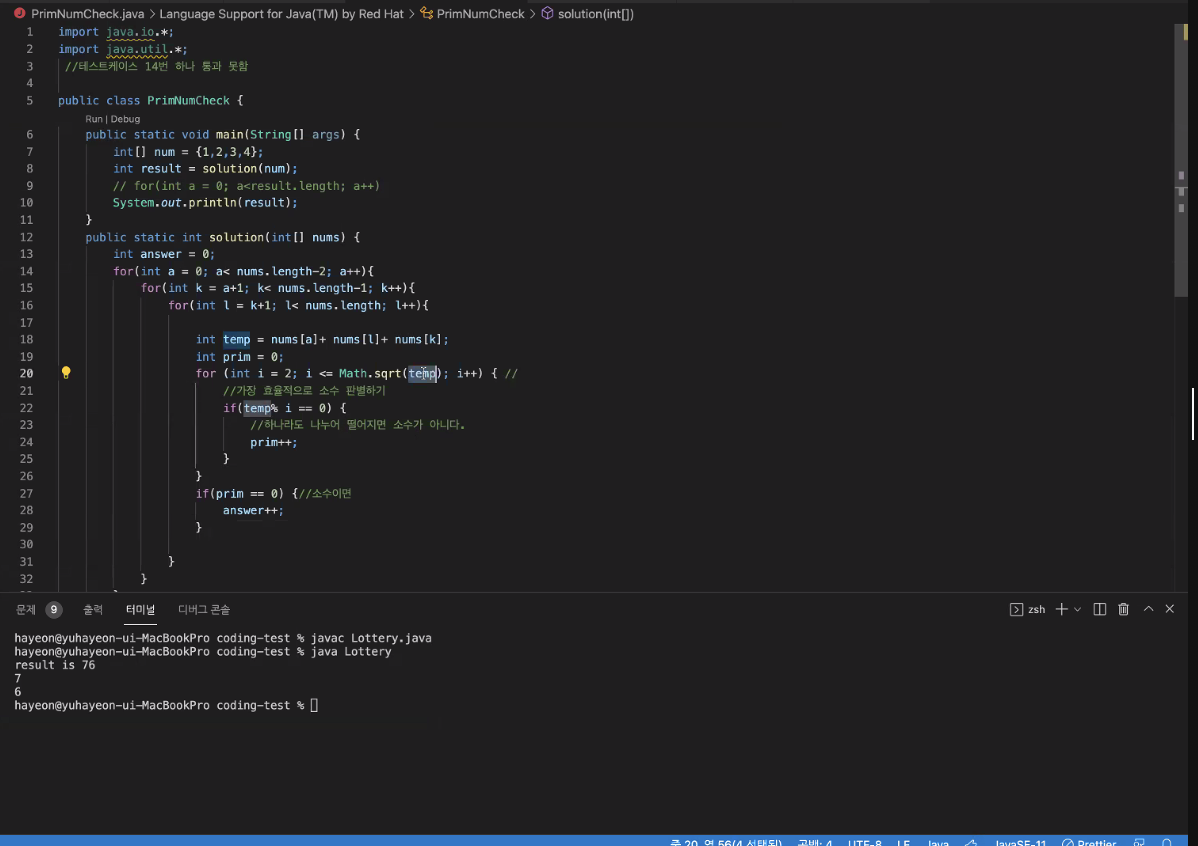 PrimNumCheck.java > Language Support for Java(TM) by Red Hat > PrimNumCheck > solution(int[])
1 import java.io.*;
2 import java.util.*;
3 //테스트케이스 14번 하나 통과 못함
4
5 public class PrimNumCheck {
Run | Debug
6 public static void main(String[] args) {
7 int[] num = {1,2,3,4};
8 int result = solution(num);
9 // for(int a = 0; a<result.length; a++)
10 System.out.println(result);
11 }
12 public static int solution(int[] nums) {
13 int answer = 0;
14 for(int a = 0; a< nums.length-2; a++){
15 for(int k = a+1; k< nums.length-1; k++){
16 for(int l = k+1; l< nums.length; l++){
17
18 int temp = nums[a]+ nums[l]+ nums[k];
19 int prim = 0;
20 for (int i = 2; i <= Math.sqrt(temp); i++) { //
21 //가장 효율적으로 소수 판별하기
22 if(temp% i == 0) {
23 //하나라도 나누어 떨어지면 소수가 아니다.
24 prim++;
25 }
26 }
27 if(prim == 0) {//소수이면
28 answer++;
29 }
30
31 }
32 }
문제 9 출력 터미널 디버그 콘솔 zsh
hayeon@yuhayeon-ui-MacBookPro coding-test % javac Lottery.java
hayeon@yuhayeon-ui-MacBookPro coding-test % java Lottery
result is 76
7
6
hayeon@yuhayeon-ui-MacBookPro coding-test %
줄 20, 열 56(4 선택됨) 공백: 4 UTF-8 LF Java JavaSE-11 Prettier